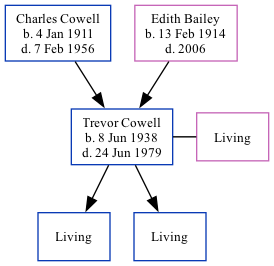 Charles Cowell
b. 4 Jan 1911
d. 7 Feb 1956
Edith Bailey
b. 13 Feb 1914
d. 2006
Trevor Cowell
b. 8 Jun 1938
d. 24 Jun 1979
Living
Living
Living